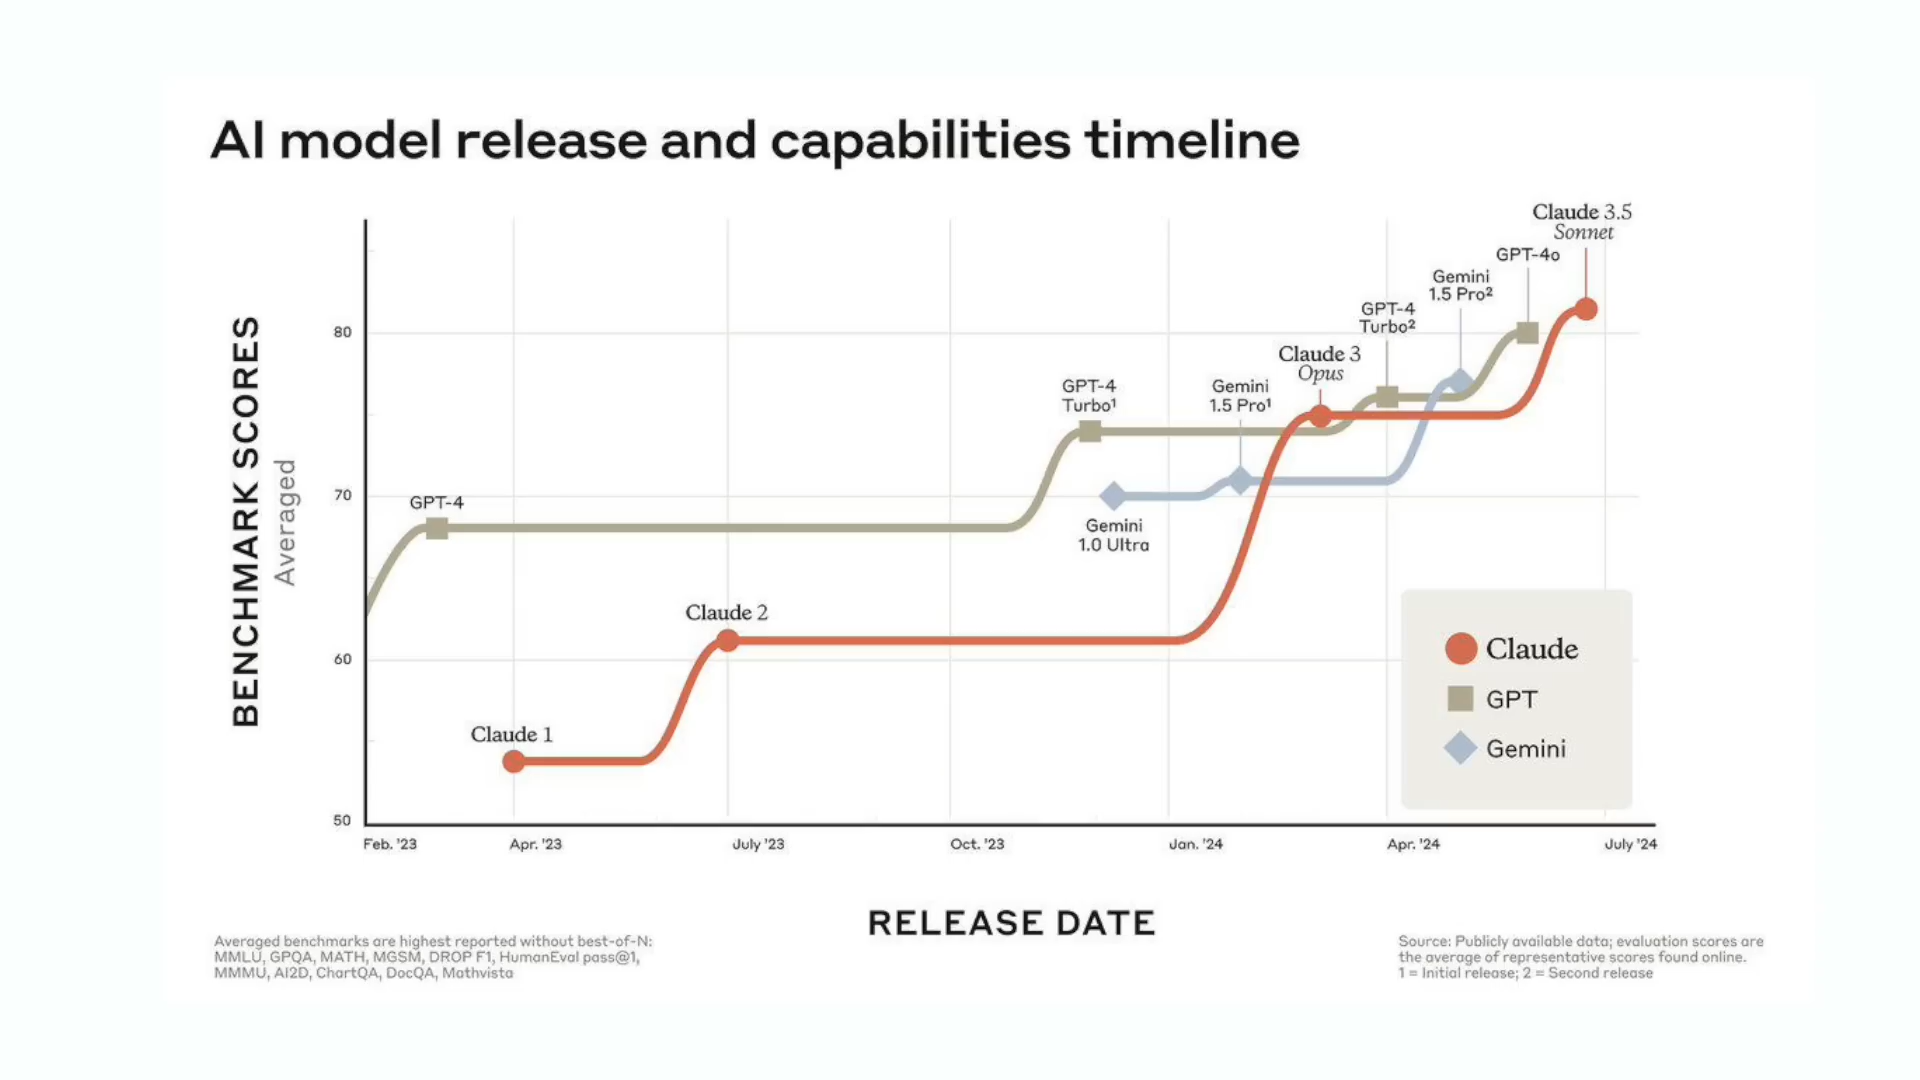 AI model release and capabilities timeline
BENCHMARK SCORES
Averaged
80
70
60
50
GPT-4
Claude 1
Claude 2
GPT-4
Turbo¹
Gemini
1.0 Ultra
Gemini
1.5 Pro¹
Claude 3
Opus
GPT-4
Turbo²
Gemini
1.5 Pro²
GPT-4o
Claude 3.5
Sonnet
Claude
GPT
Gemini
Feb. '23
Apr. '23
July '23
Oct. '23
Jan. '24
Apr. '24
July '24
RELEASE DATE
Averaged benchmarks are highest reported without best-of-N:
MMLU, GPQA, MATH, MGSM, DROP F1, HumanEval pass@1,
MMMU, AI2D, ChartQA, DocQA, Mathvista
Source: Publicly available data; evaluation scores are
the average of representative scores found online.
1 = Initial release; 2 = Second release